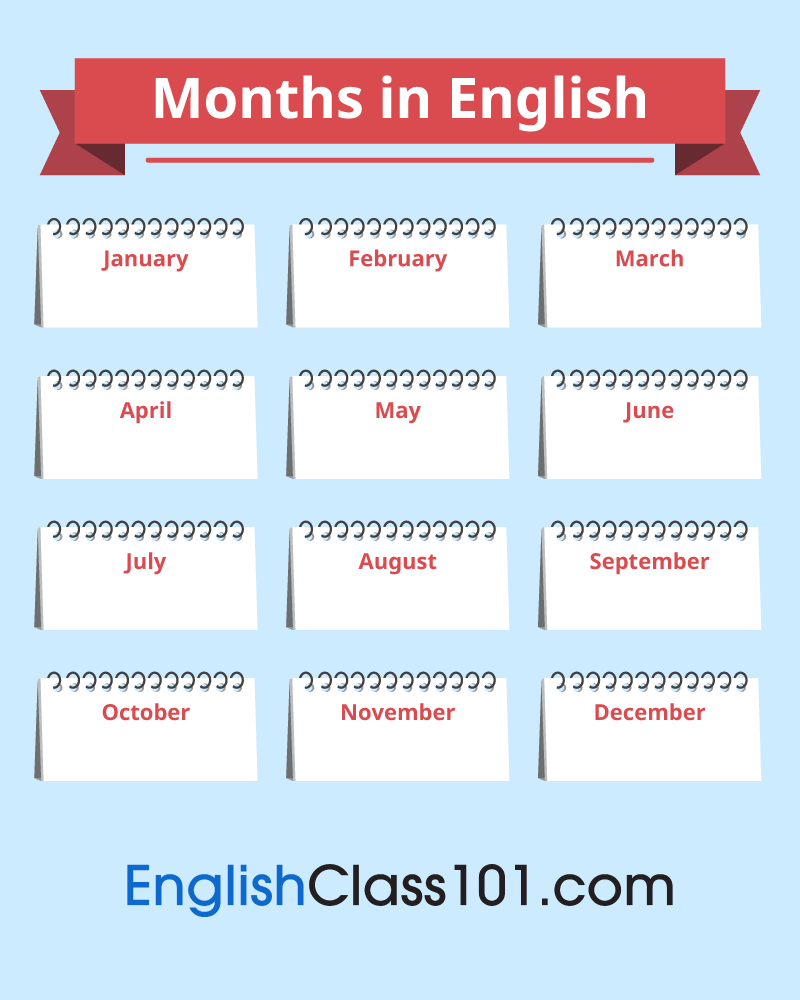 Months in English
January
February
March
April
May
June
July
August
September
October
November
December
EnglishClass101.com